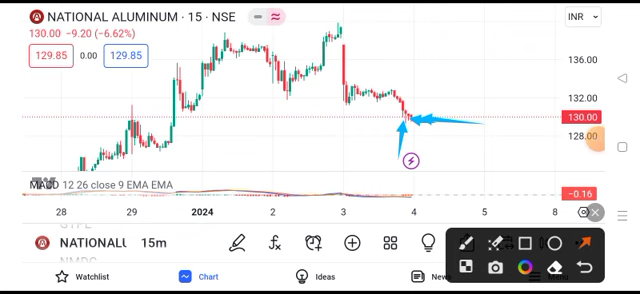 NATIONAL ALUMINUM · 15 · NSE
INR
130.00 −9.20 (−6.62%)
129.85 0.00 129.85
136.00
132.00
130.00
128.00
MACD 12 26 close 9 EMA EMA
−0.16
28 29 2024 2 3 4 5 8
NATIONALU 15m
NMDC
Watchlist Chart Ideas News